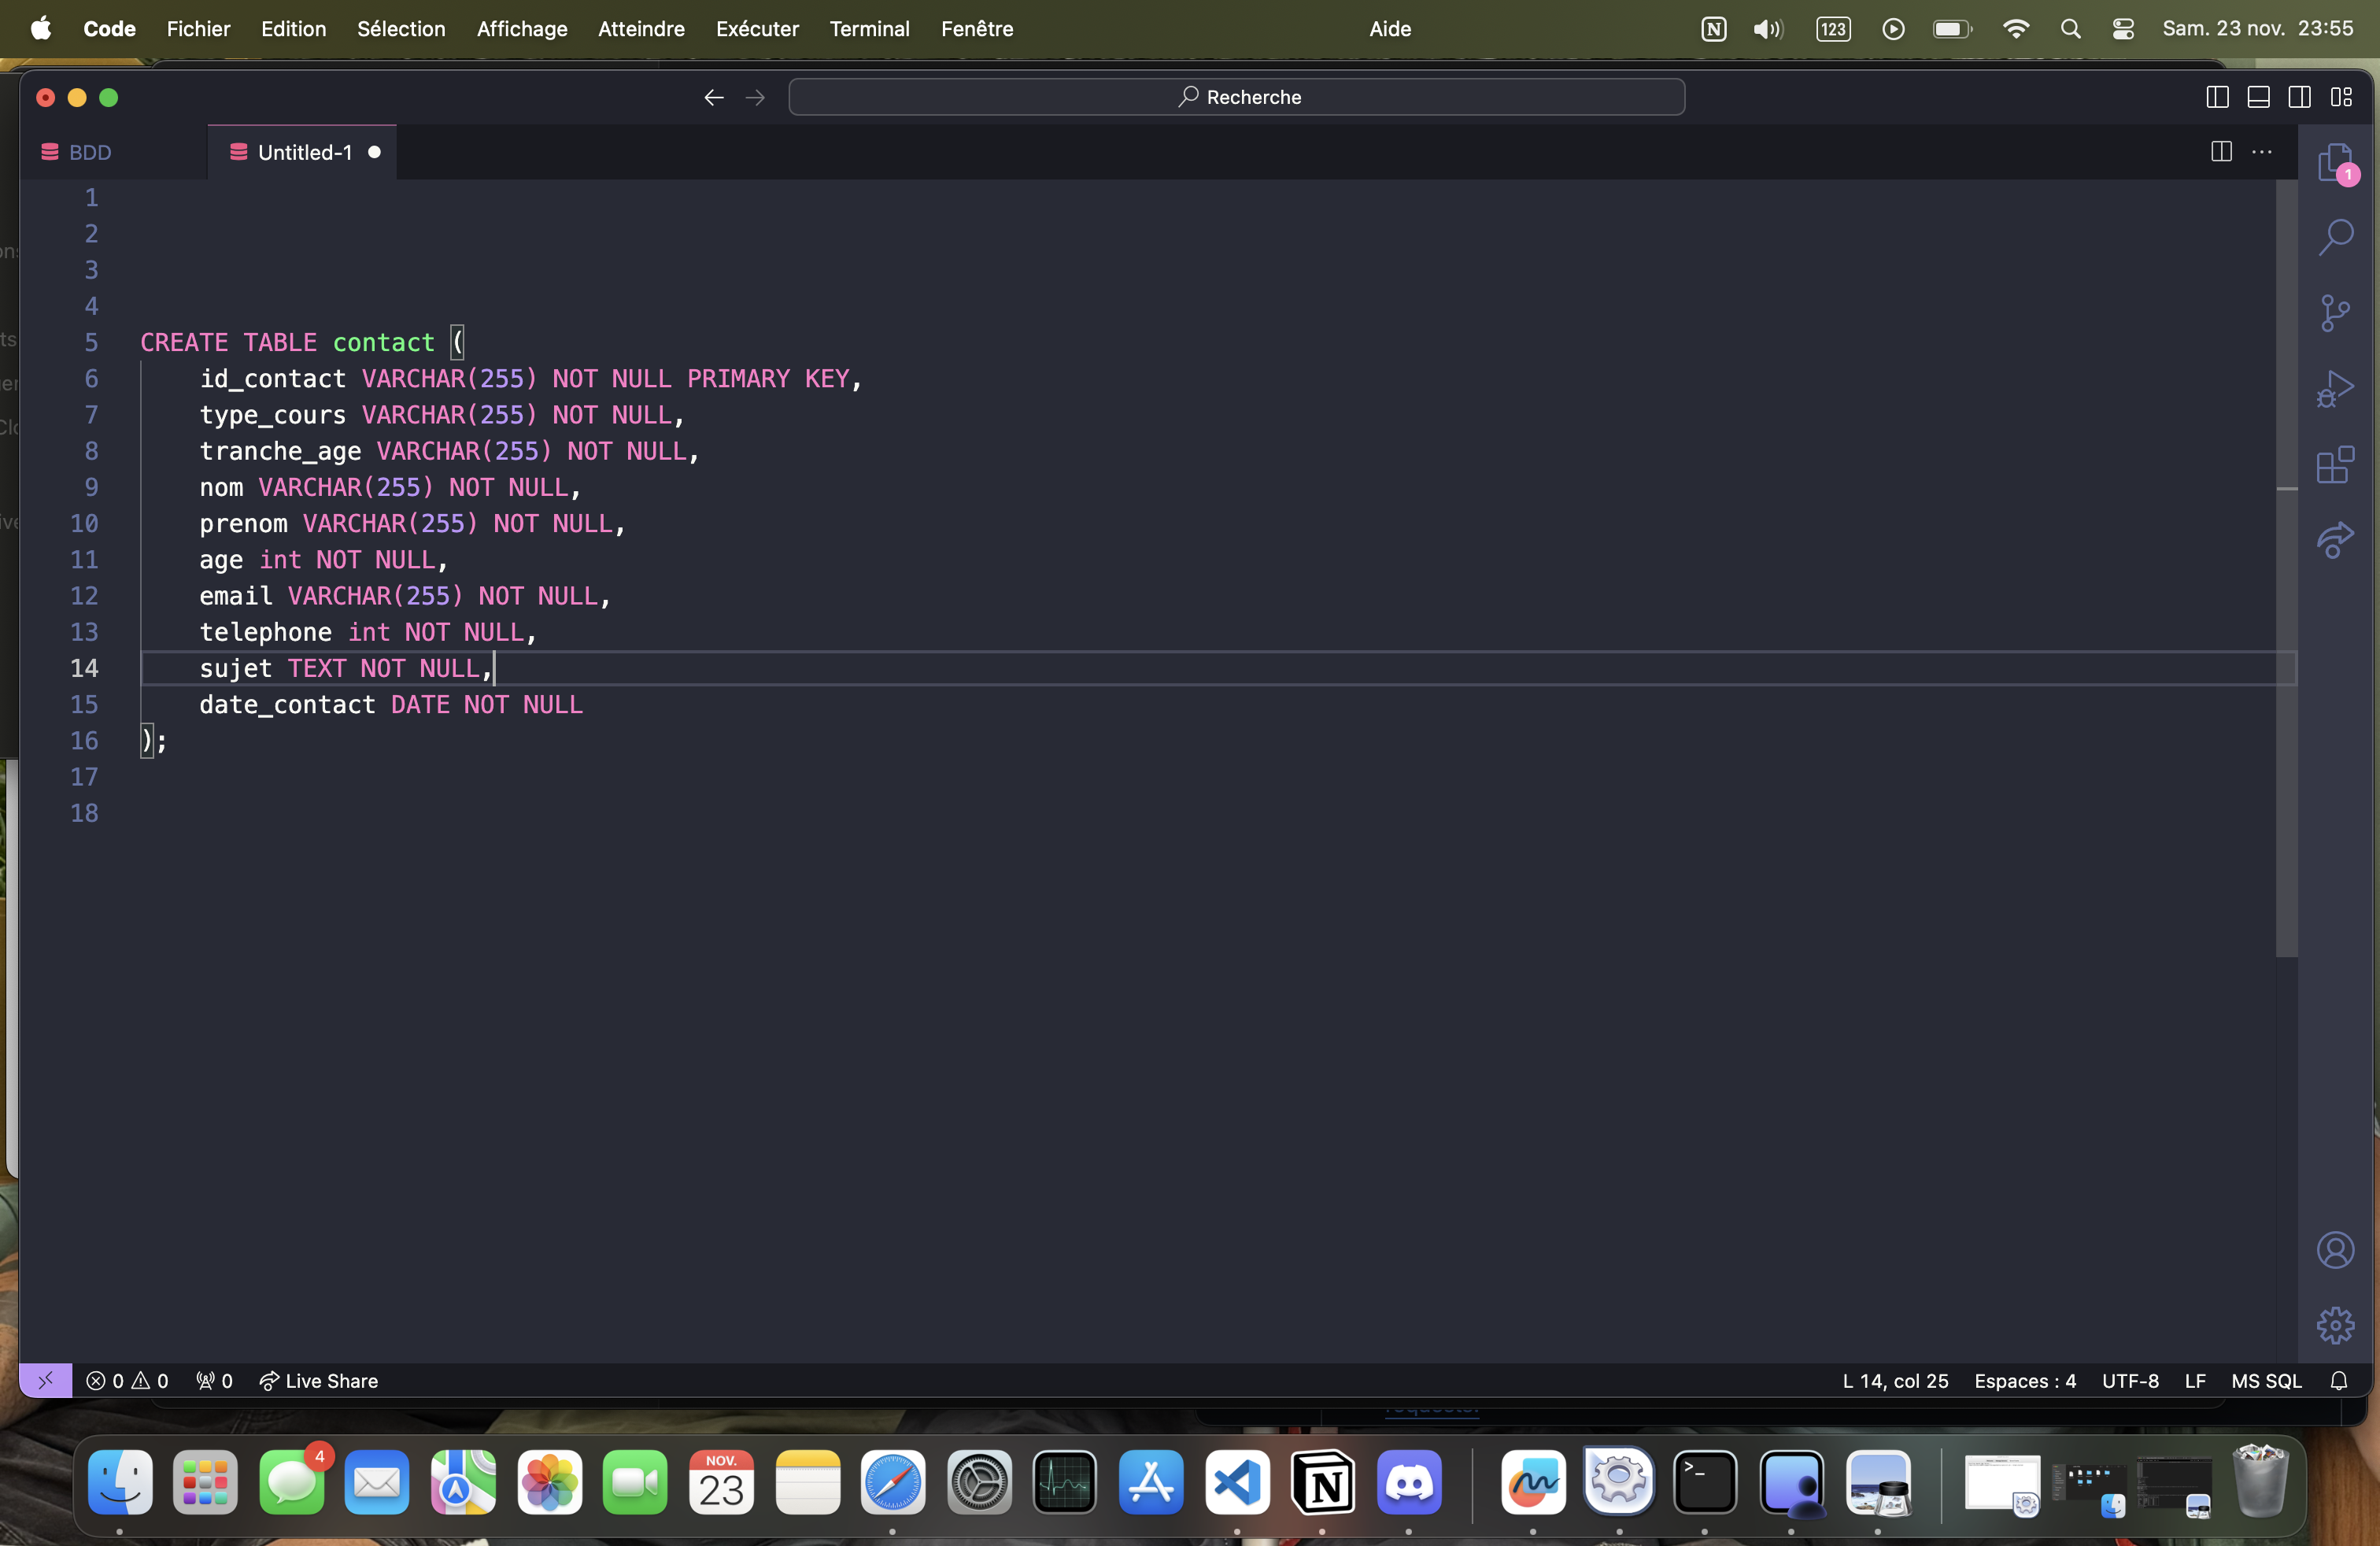 Code Fichier Edition Sélection Affichage Atteindre Exécuter Terminal Fenêtre Aide N 123 Sam. 23 nov. 23:55
Recherche
BDD Untitled-1
1
1
2
3
4
5 CREATE TABLE contact (
6 id_contact VARCHAR(255) NOT NULL PRIMARY KEY,
7 type_cours VARCHAR(255) NOT NULL,
8 tranche_age VARCHAR(255) NOT NULL,
9 nom VARCHAR(255) NOT NULL,
10 prenom VARCHAR(255) NOT NULL,
11 age int NOT NULL,
12 email VARCHAR(255) NOT NULL,
13 telephone int NOT NULL,
14 sujet TEXT NOT NULL,
15 date_contact DATE NOT NULL
16 );
17
18
0 0 0 Live Share L 14, col 25 Espaces : 4 UTF-8 LF MS SQL
4
NOV.
23